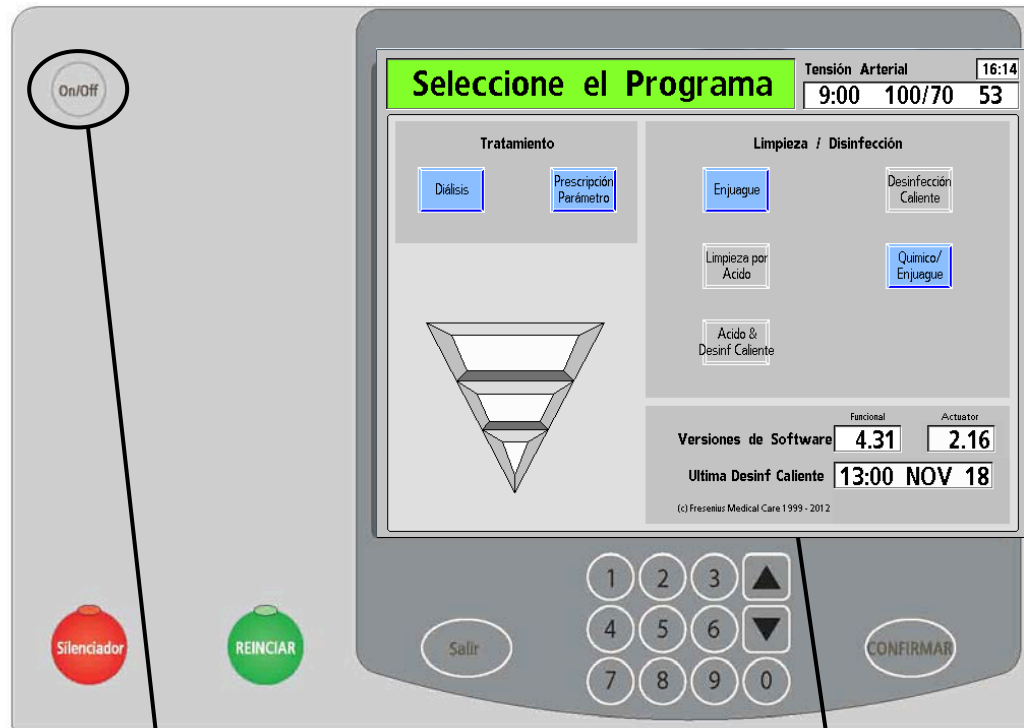 On/Off
Seleccione el Programa
Tensión Arterial 16:14
9:00 100/70 53
Tratamiento
Diálisis
Prescripción
Parámetro
Limpieza / Disinfección
Enjuague
Desinfección
Caliente
Limpieza por
Acido
Quimico/
Enjuague
Acido &
Desinf Caliente
Funcional Actuator
Versiones de Software 4.31 2.16
Ultima Desinf Caliente 13:00 NOV 18
(c) Fresenius Medical Care 1999 - 2012
Silenciador
REINCIAR
Salir
1 2 3
4 5 6
7 8 9 0
CONFIRMAR